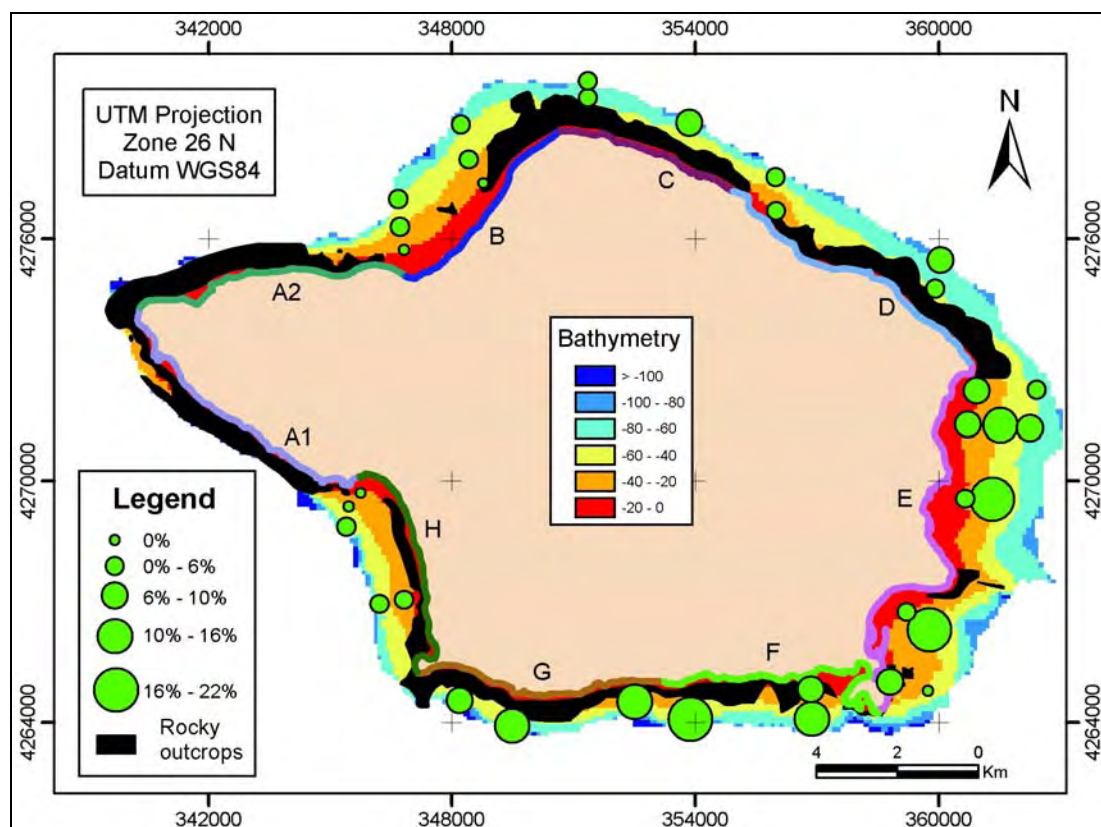 342000 348000 354000 360000
UTM Projection
Zone 26 N
Datum WGS84
N
C
B
4276000 4276000
A2
D
Bathymetry
> -100
-100 - -80
-80 - -60
-60 - -40
-40 - -20
-20 - 0
A1
4270000 4270000
E
H
Legend
0%
0% - 6%
6% - 10%
10% - 16%
16% - 22%
Rocky
outcrops
F
G
4264000 4264000
4 2 0
Km
342000 348000 354000 360000